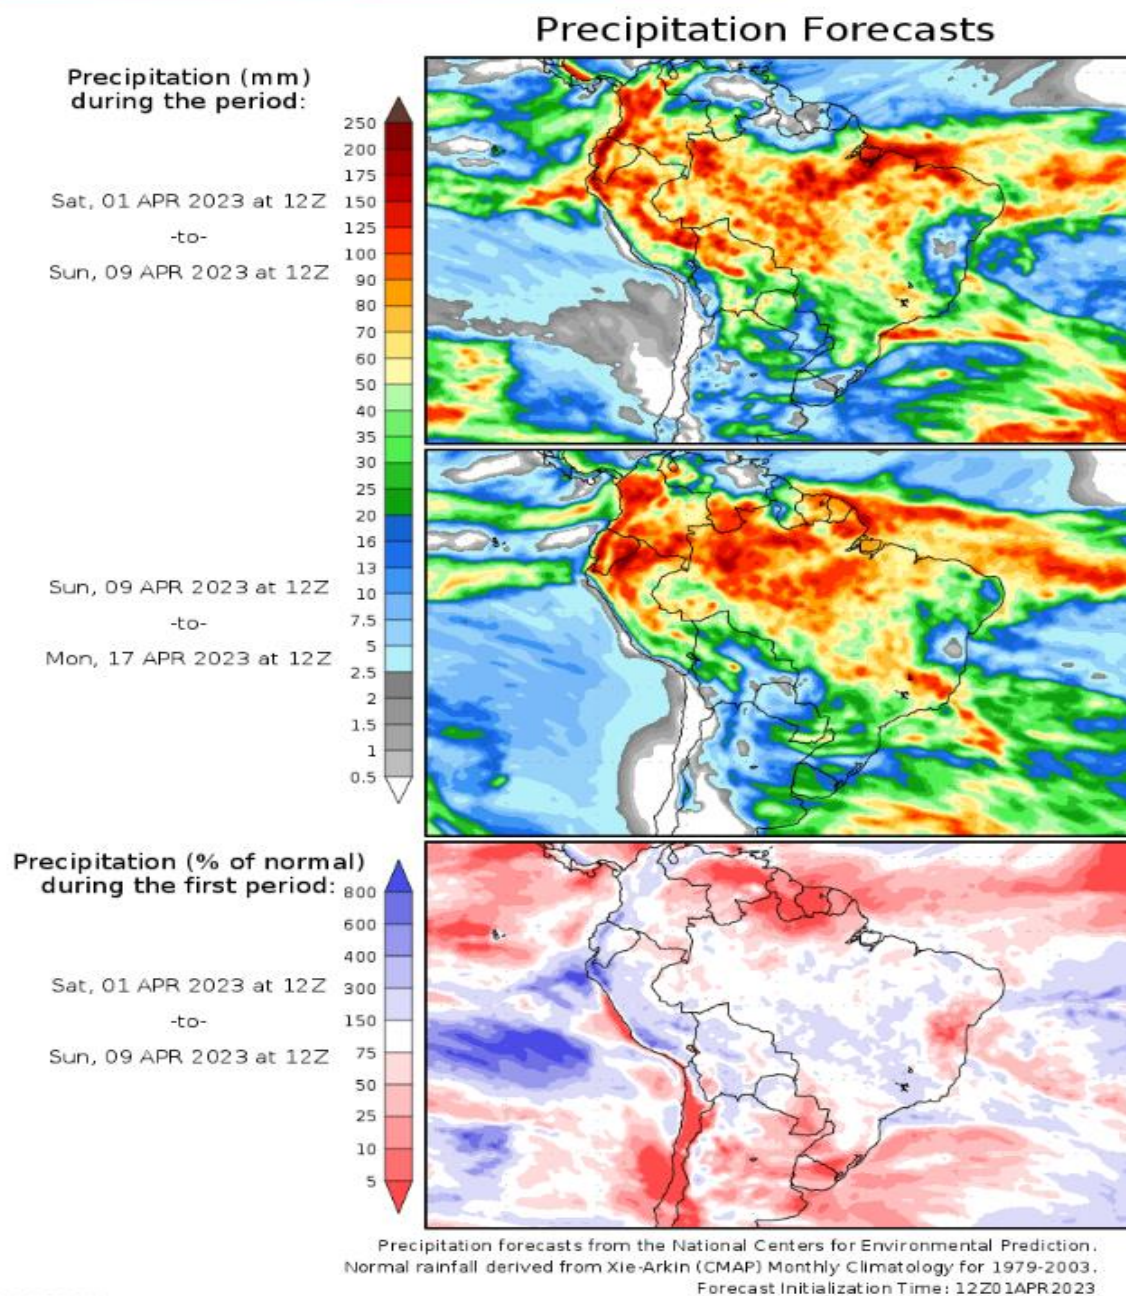 Precipitation Forecasts
Precipitation (mm)
during the period:
250
200
175
150
125
100
90
80
70
60
50
40
35
30
25
20
16
13
10
7.5
5
2.5
2
1.5
1
0.5
Sat, 01 APR 2023 at 12Z
-to-
Sun, 09 APR 2023 at 12Z
Sun, 09 APR 2023 at 12Z
-to-
Mon, 17 APR 2023 at 12Z
Precipitation (% of normal)
during the first period:
800
600
400
300
150
75
50
25
10
5
Sat, 01 APR 2023 at 12Z
-to-
Sun, 09 APR 2023 at 12Z
Precipitation forecasts from the National Centers for Environmental Prediction.
Normal rainfall derived from Xie-Arkin (CMAP) Monthly Climatology for 1979-2003.
Forecast Initialization Time: 12Z01APR2023